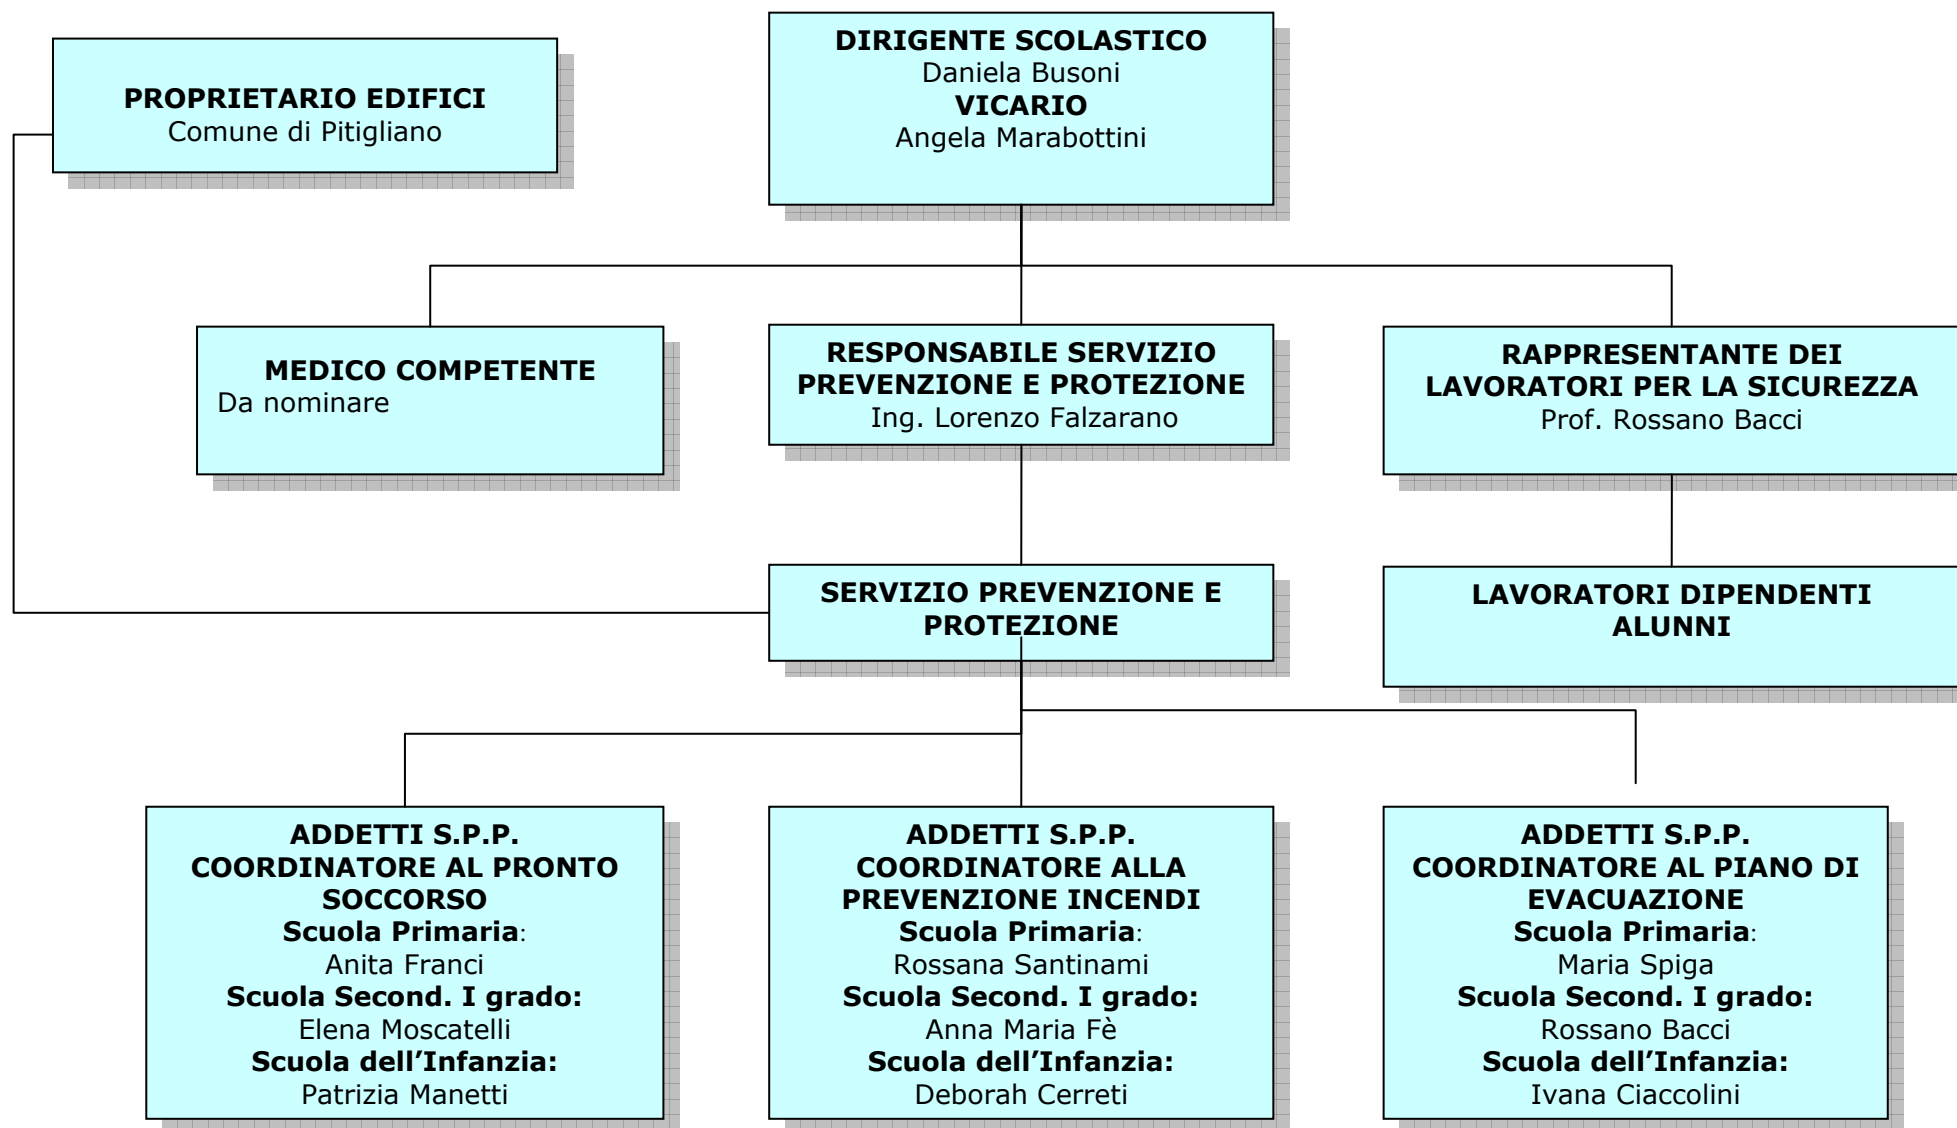 PROPRIETARIO EDIFICI
Comune di Pitigliano
DIRIGENTE SCOLASTICO
Daniela Busoni
VICARIO
Angela Marabottini
MEDICO COMPETENTE
Da nominare
RESPONSABILE SERVIZIO
PREVENZIONE E PROTEZIONE
Ing. Lorenzo Falzarano
RAPPRESENTANTE DEI
LAVORATORI PER LA SICUREZZA
Prof. Rossano Bacci
SERVIZIO PREVENZIONE E
PROTEZIONE
LAVORATORI DIPENDENTI
ALUNNI
ADDETTI S.P.P.
COORDINATORE AL PRONTO
SOCCORSO
Scuola Primaria:
Anita Franci
Scuola Second. I grado:
Elena Moscatelli
Scuola dell’Infanzia:
Patrizia Manetti
ADDETTI S.P.P.
COORDINATORE ALLA
PREVENZIONE INCENDI
Scuola Primaria:
Rossana Santinami
Scuola Second. I grado:
Anna Maria Fè
Scuola dell’Infanzia:
Deborah Cerreti
ADDETTI S.P.P.
COORDINATORE AL PIANO DI
EVACUAZIONE
Scuola Primaria:
Maria Spiga
Scuola Second. I grado:
Rossano Bacci
Scuola dell’Infanzia:
Ivana Ciaccolini